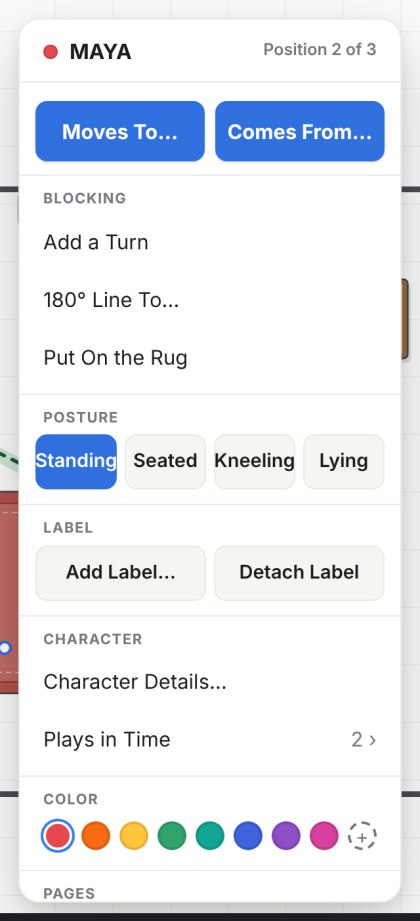 MAYA
Position 2 of 3
Moves To...
Comes From...
BLOCKING
Add a Turn
180° Line To...
Put On the Rug
POSTURE
Standing
Seated
Kneeling
Lying
LABEL
Add Label...
Detach Label
CHARACTER
Character Details...
Plays in Time
2 ›
COLOR
+
PAGES